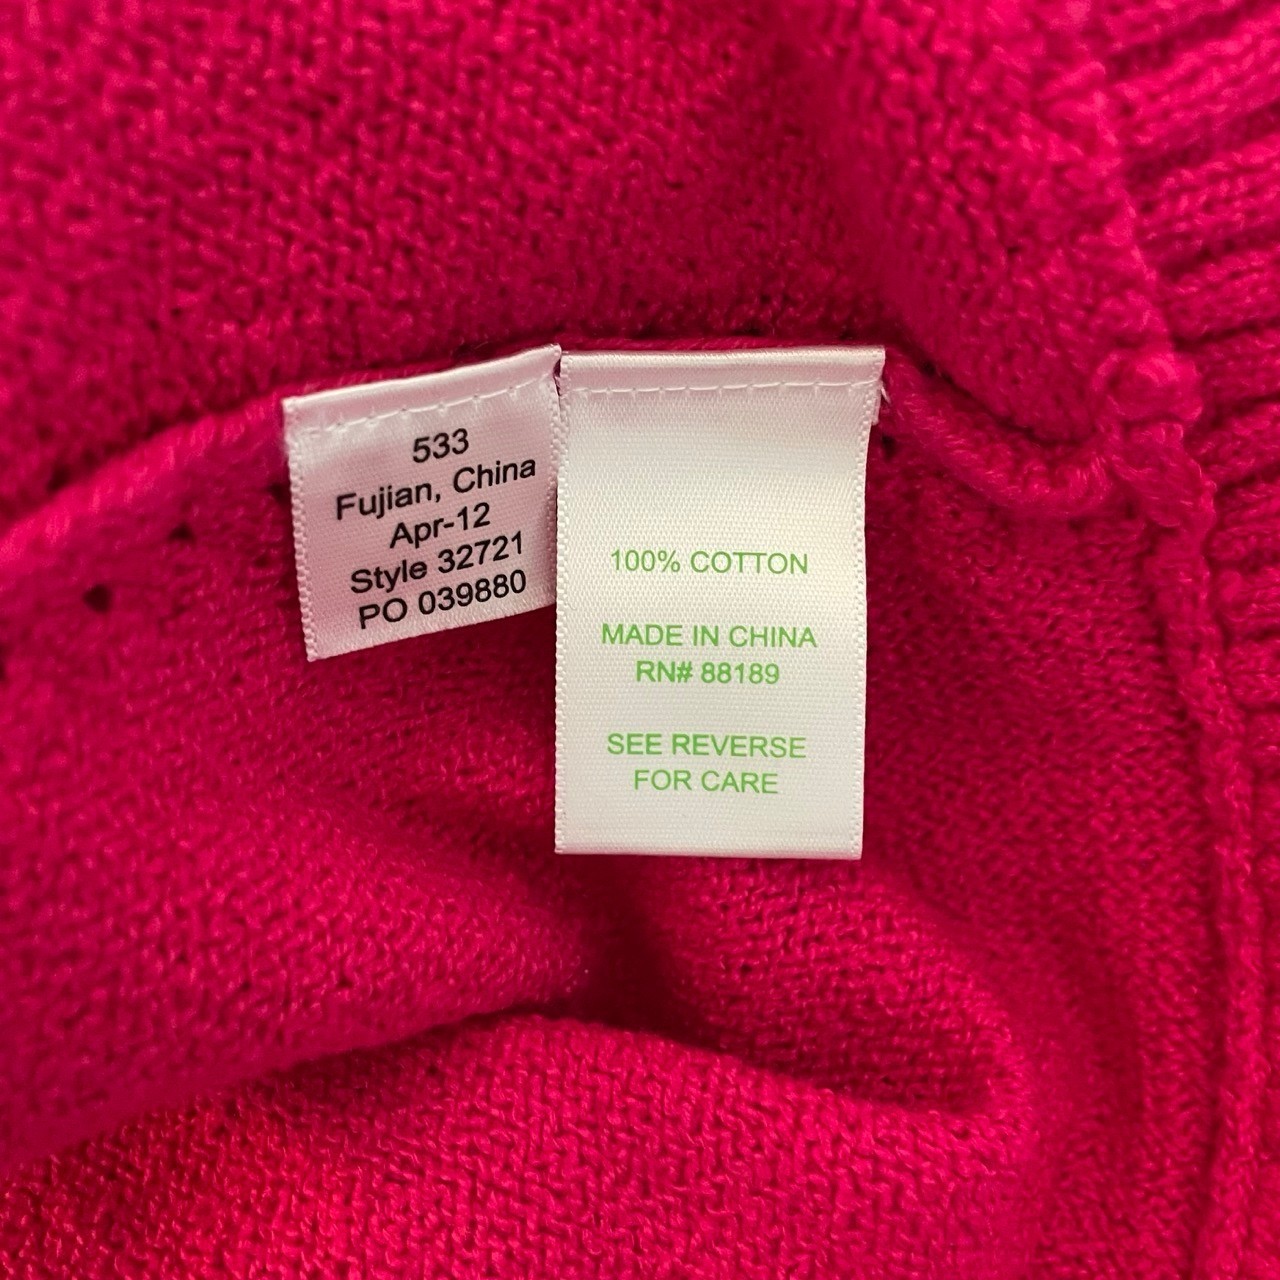 533
Fujian, China
Apr-12
Style 32721
PO 039880
100% COTTON
MADE IN CHINA
RN# 88189
SEE REVERSE
FOR CARE